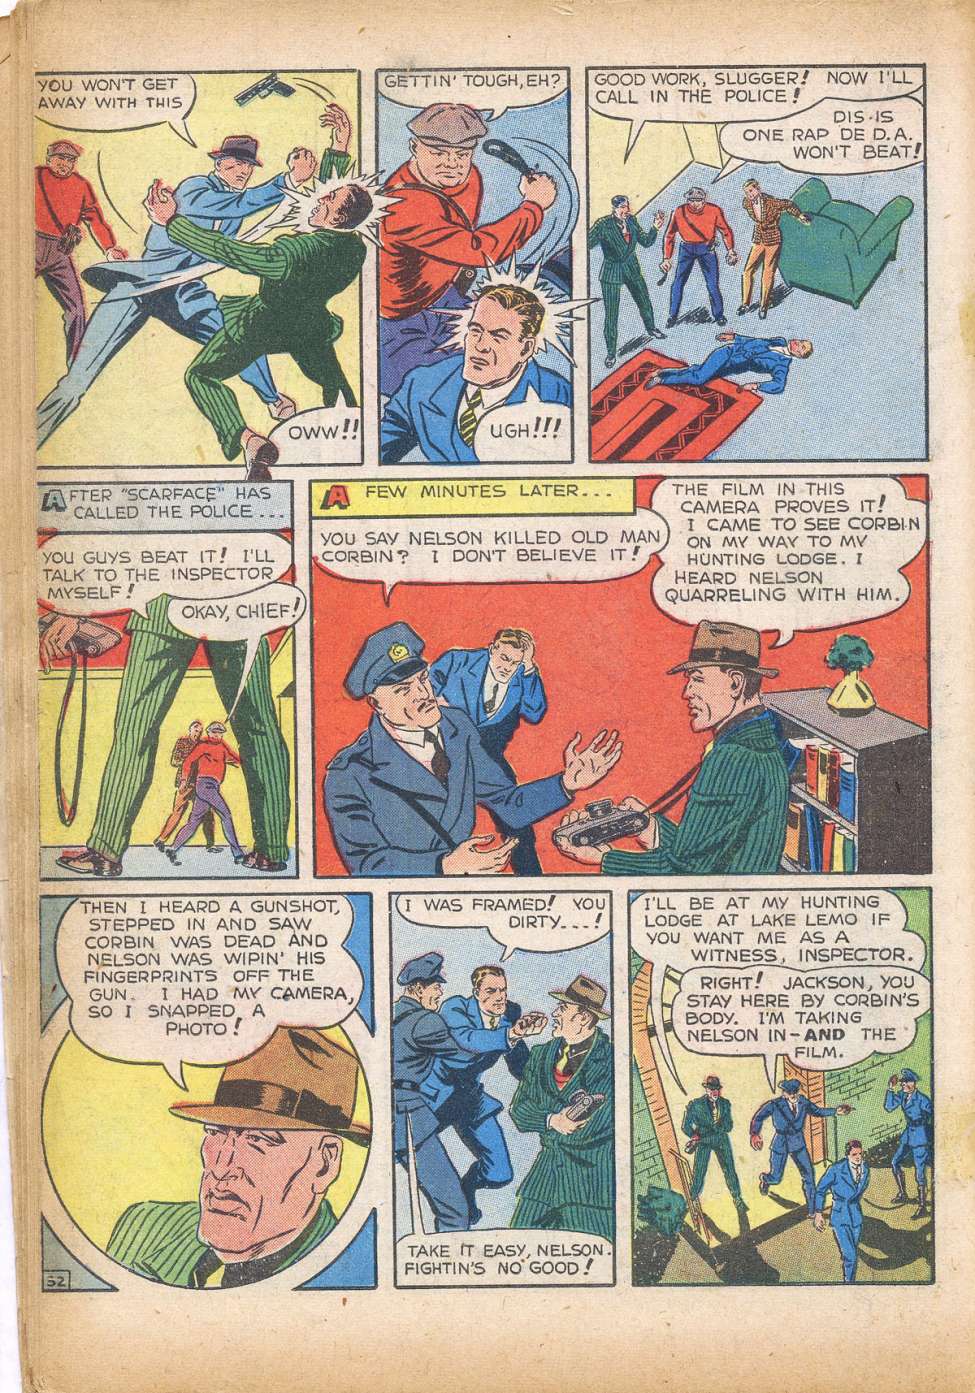 YOU WON'T GET
AWAY WITH THIS
OWW!!
GETTIN' TOUGH, EH?
UGH!!!
GOOD WORK, SLUGGER! NOW I'LL
CALL IN THE POLICE!
DIS IS
ONE RAP DE D.A.
WON'T BEAT!
AFTER "SCARFACE" HAS
CALLED THE POLICE...
YOU GUYS BEAT IT! I'LL
TALK TO THE INSPECTOR
MYSELF!
OKAY, CHIEF!
A FEW MINUTES LATER...
YOU SAY NELSON KILLED OLD MAN
CORBIN? I DON'T BELIEVE IT!
THE FILM IN THIS
CAMERA PROVES IT!
I CAME TO SEE CORBIN
ON MY WAY TO MY
HUNTING LODGE. I
HEARD NELSON
QUARRELING WITH HIM.
THEN I HEARD A GUNSHOT,
STEPPED IN AND SAW
CORBIN WAS DEAD AND
NELSON WAS WIPIN' HIS
FINGERPRINTS OFF THE
GUN. I HAD MY CAMERA,
SO I SNAPPED A
PHOTO!
52
I WAS FRAMED! YOU
DIRTY...!
TAKE IT EASY, NELSON.
FIGHTIN'S NO GOOD!
I'LL BE AT MY HUNTING
LODGE AT LAKE LEMO IF
YOU WANT ME AS A
WITNESS, INSPECTOR.
RIGHT! JACKSON, YOU
STAY HERE BY CORBIN'S
BODY. I'M TAKING
NELSON IN-AND THE
FILM.